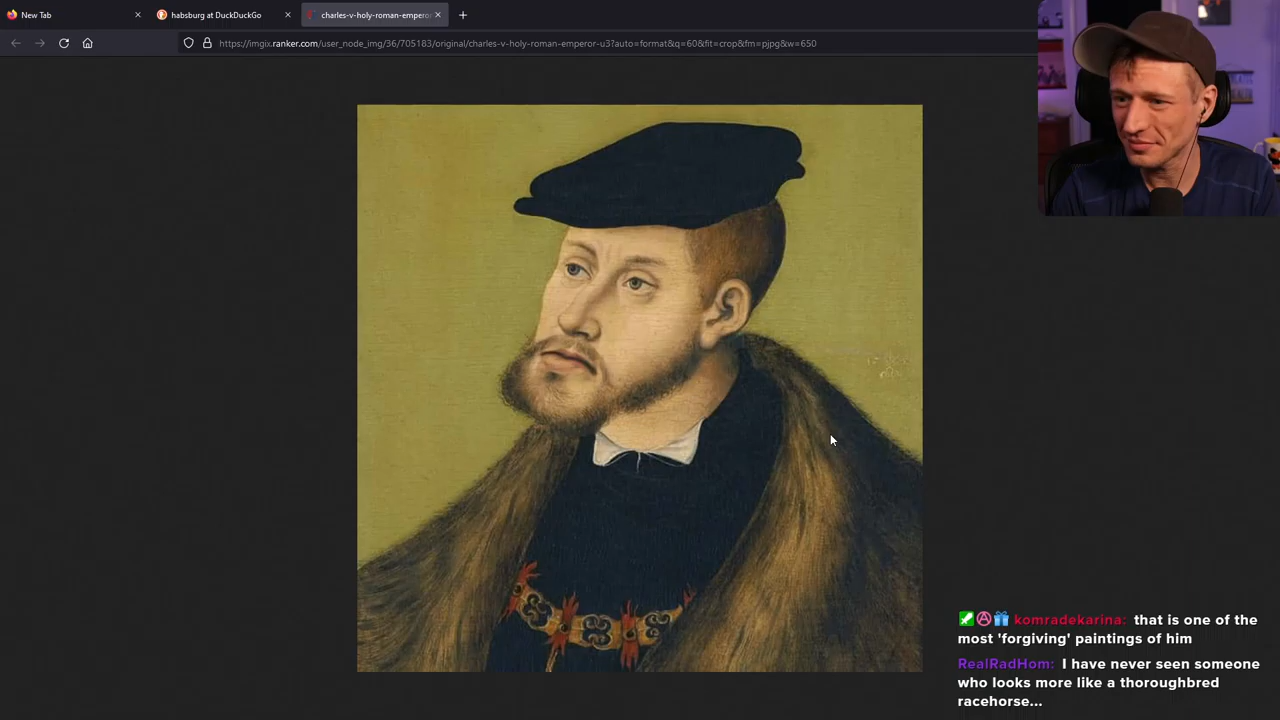 New Tab
habsburg at DuckDuckGo
charles-v-holy-roman-emperor
https://imgix.ranker.com/user_node_img/36/705183/original/charles-v-holy-roman-emperor-u3?auto=format&q=60&fit=crop&fm=pjpg&w=650
komradekarina: that is one of the
most 'forgiving' paintings of him
RealRadHom: I have never seen someone
who looks more like a thoroughbred
racehorse...